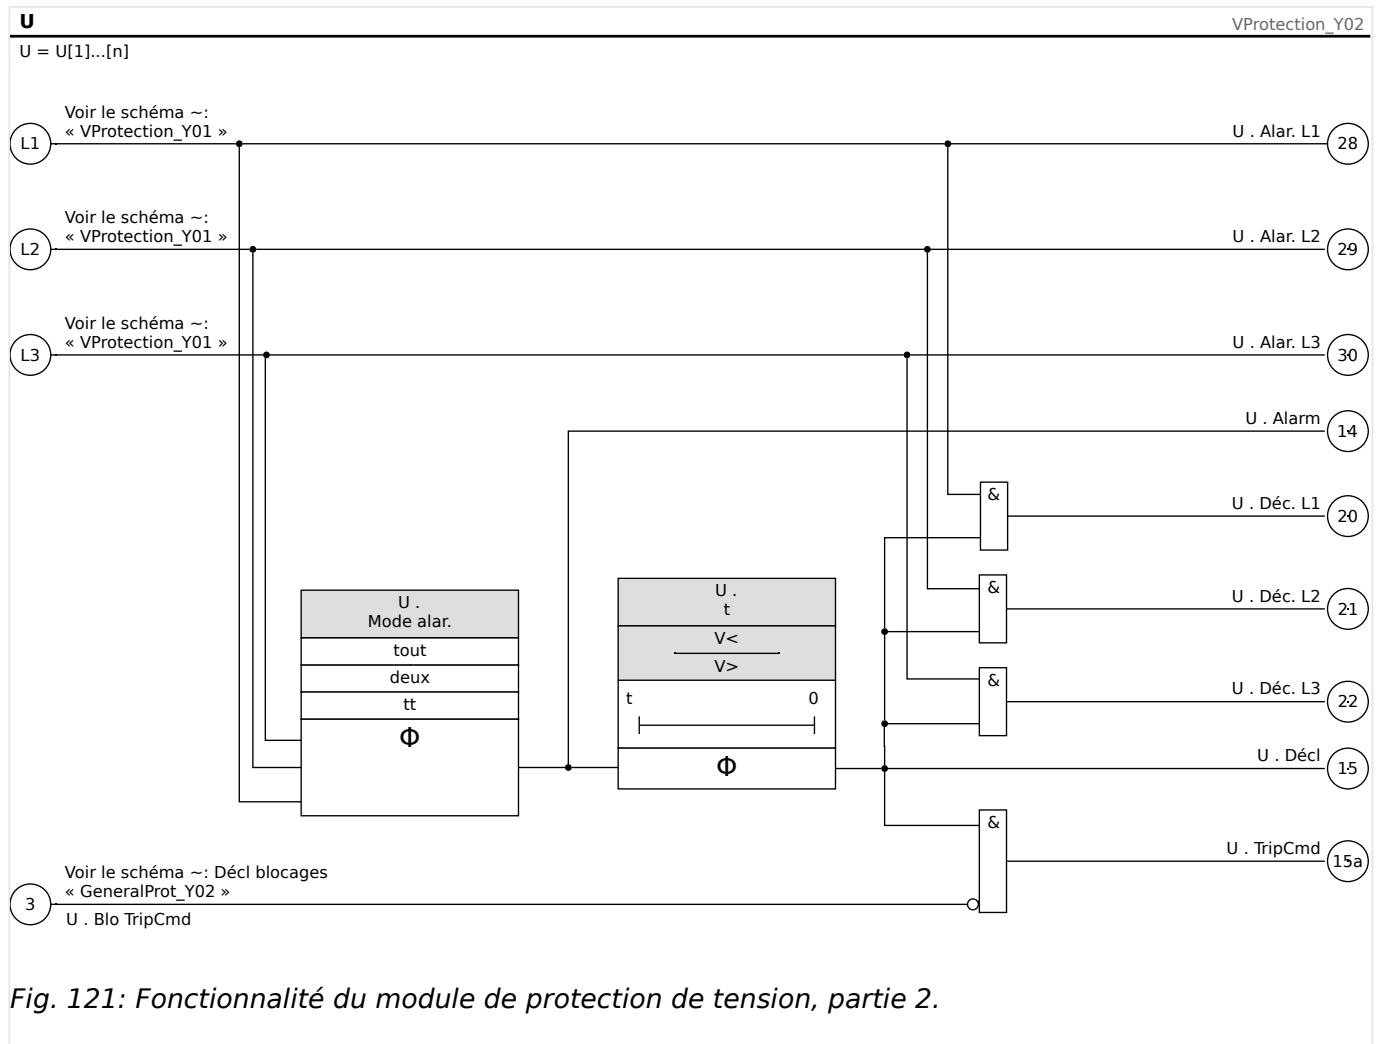 U
VProtection_Y02
U = U[1]...[n]
Voir le schéma ~:
« VProtection_Y01 »
L1
U . Alar. L1
28
Voir le schéma ~:
« VProtection_Y01 »
L2
U . Alar. L2
29
Voir le schéma ~:
« VProtection_Y01 »
L3
U . Alar. L3
30
U . Alarm
14
&
U . Déc. L1
20
&
U . Déc. L2
21
&
U . Déc. L3
22
U .
Mode alar.
tout
deux
tt
Φ
U .
t
V<
V>
t 0
Φ
U . Décl
15
&
U . TripCmd
15a
Voir le schéma ~: Décl blocages
« GeneralProt_Y02 »
3
U . Blo TripCmd
Fig. 121: Fonctionnalité du module de protection de tension, partie 2.